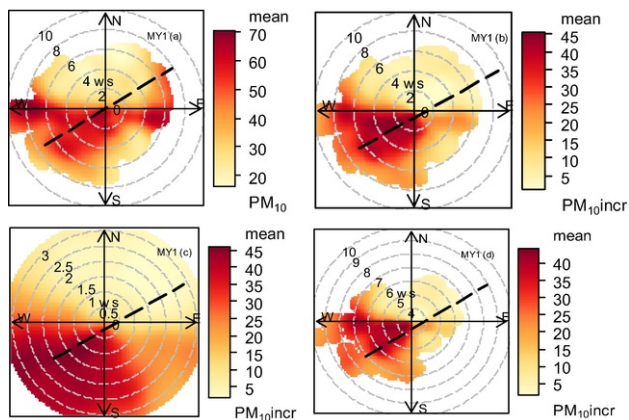 mean
N
MY1 (a)
10
8
6
4 ws
2
0
W
E
S
70
60
50
40
30
20
PM10
mean
N
MY1 (b)
10
8
6
4 ws
2
0
W
E
S
45
40
35
30
25
20
15
10
5
PM10incr
mean
N
MY1 (c)
3
2.5
2
1.5
1 ws
0.5
0
W
E
S
45
40
35
30
25
20
15
10
5
PM10incr
mean
N
MY1 (d)
10
9
8
7
6 ws
5
4
W
E
S
40
35
30
25
20
15
10
5
PM10incr